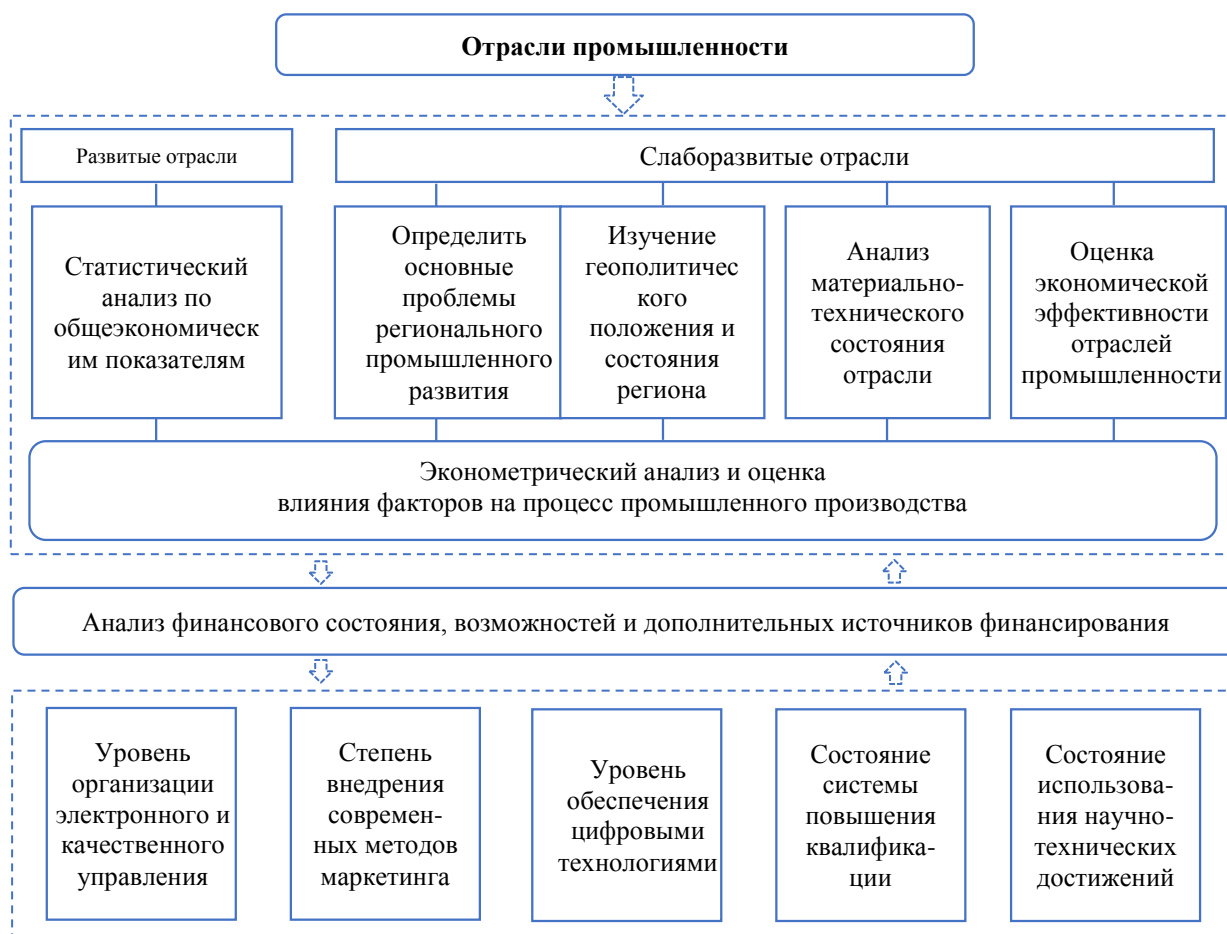 Отрасли промышленности
Развитые отрасли
Слаборазвитые отрасли
Статистический
анализ по
общеэкономическ
им показателям
Определить
основные
проблемы
регионального
промышленного
развития
Изучение
геополитичес
кого
положения и
состояния
региона
Анализ
материально-
технического
состояния
отрасли
Оценка
экономической
эффективности
отраслей
промышленности
Эконометрический анализ и оценка
влияния факторов на процесс промышленного производства
Анализ финансового состояния, возможностей и дополнительных источников финансирования
Уровень
организации
электронного и
качественного
управления
Степень
внедрения
современ-
ных методов
маркетинга
Уровень
обеспечения
цифровыми
технологиями
Состояние
системы
повышения
квалифика-
ции
Состояние
использова-
ния научно-
технических
достижений